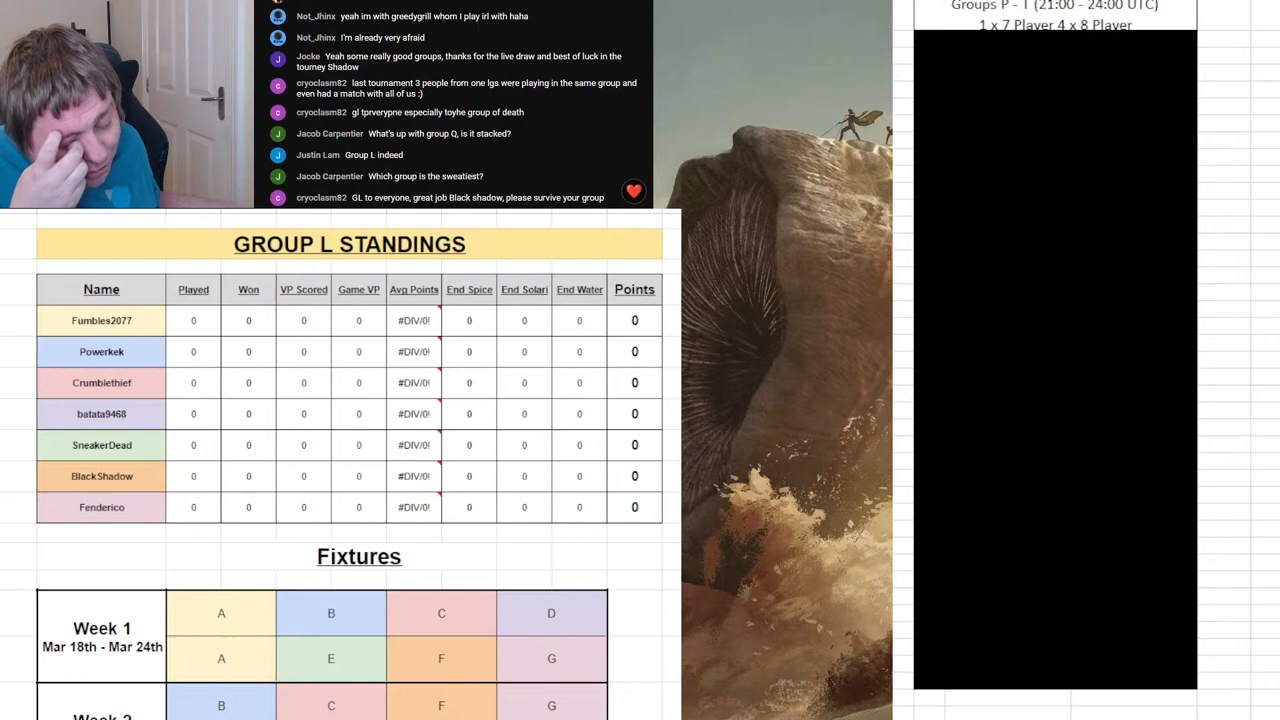 Not_Jhinx yeah im with greedygrill whom I play irl with haha
Not_Jhinx I'm already very afraid
Jocke Yeah some really good groups, thanks for the live draw and best of luck in the
tourney Shadow
cryoclasm82 last tournament 3 people from one lgs were playing in the same group and
even had a match with all of us :)
cryoclasm82 gl tprverypne especially toyhe group of death
J Jacob Carpentier What's up with group Q, is it stacked?
J Justin Lam Group L indeed
J Jacob Carpentier Which group is the sweatiest?
cryoclasm82 GL to everyone, great job Black shadow, please survive your group
Groups P - T (21:00 - 24:00 UTC)
1 x 7 Player 4 x 8 Player
GROUP L STANDINGS
Name Played Won VP Scored Game VP Avg Points End Spice End Solari End Water Points
Fumbles2077 0 0 0 0 #DIV/0! 0 0 0 0
Powerkek 0 0 0 0 #DIV/0! 0 0 0 0
Crumblethief 0 0 0 0 #DIV/0! 0 0 0 0
batata9468 0 0 0 0 #DIV/0! 0 0 0 0
SneakerDead 0 0 0 0 #DIV/0! 0 0 0 0
BlackShadow 0 0 0 0 #DIV/0! 0 0 0 0
Fenderico 0 0 0 0 #DIV/0! 0 0 0 0
Fixtures
Week 1
Mar 18th - Mar 24th
A B C D
A E F G
B C F G
Week 2